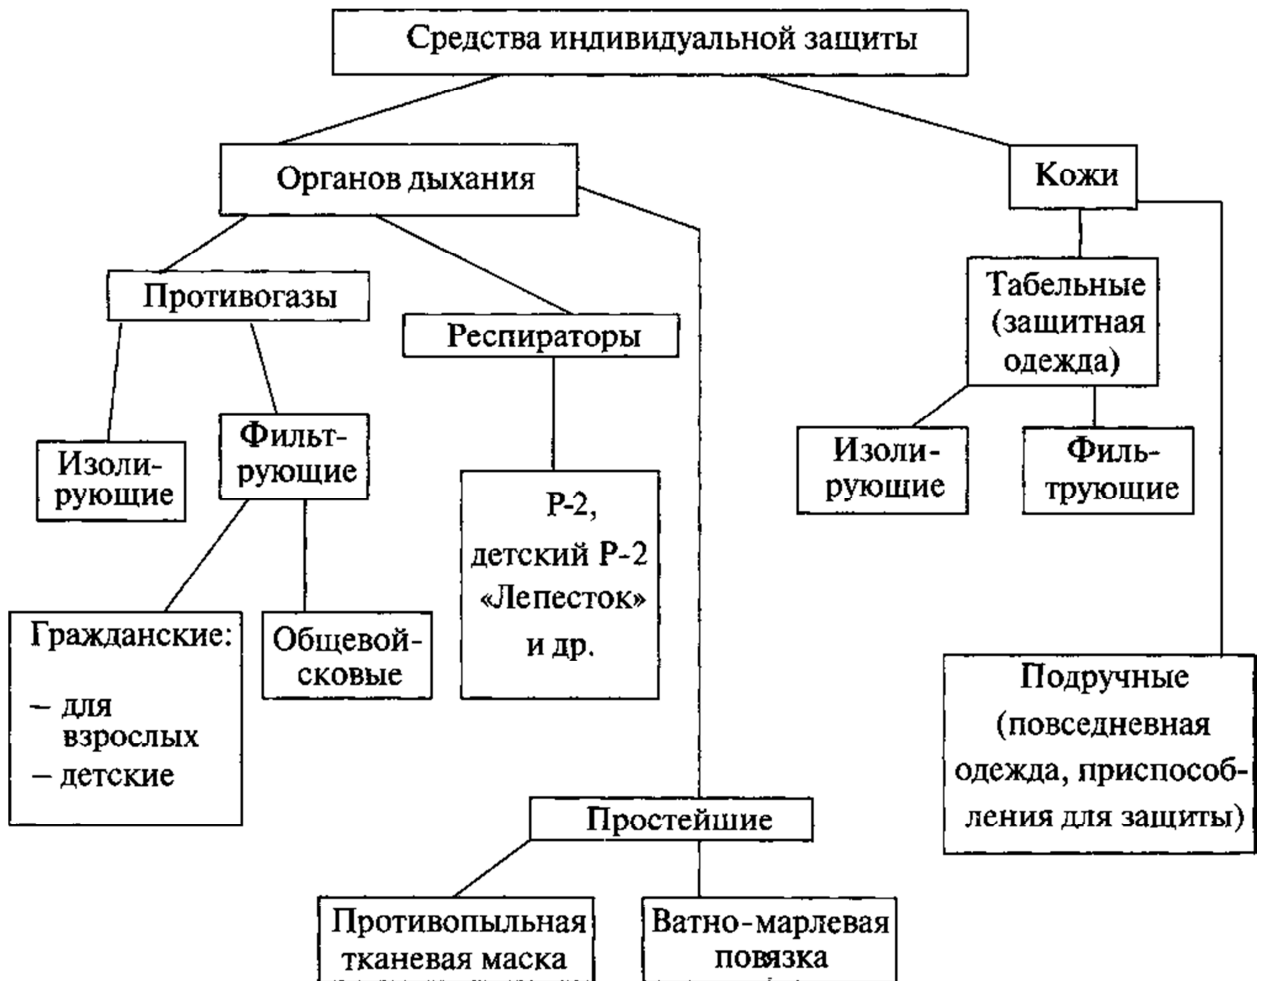 Средства индивидуальной защиты
Органов дыхания
Кожи
Противогазы
Респираторы
Табельные
(защитная
одежда)
Изоли-
рующие
Фильт-
рующие
Изоли-
рующие
Филь-
трующие
Р-2,
детский Р-2
«Лепесток»
и др.
Гражданские:
– для
взрослых
– детские
Общевой-
сковые
Подручные
(повседневная
одежда, приспособ-
ления для защиты)
Простейшие
Противопыльная
тканевая маска
Ватно-марлевая
повязка